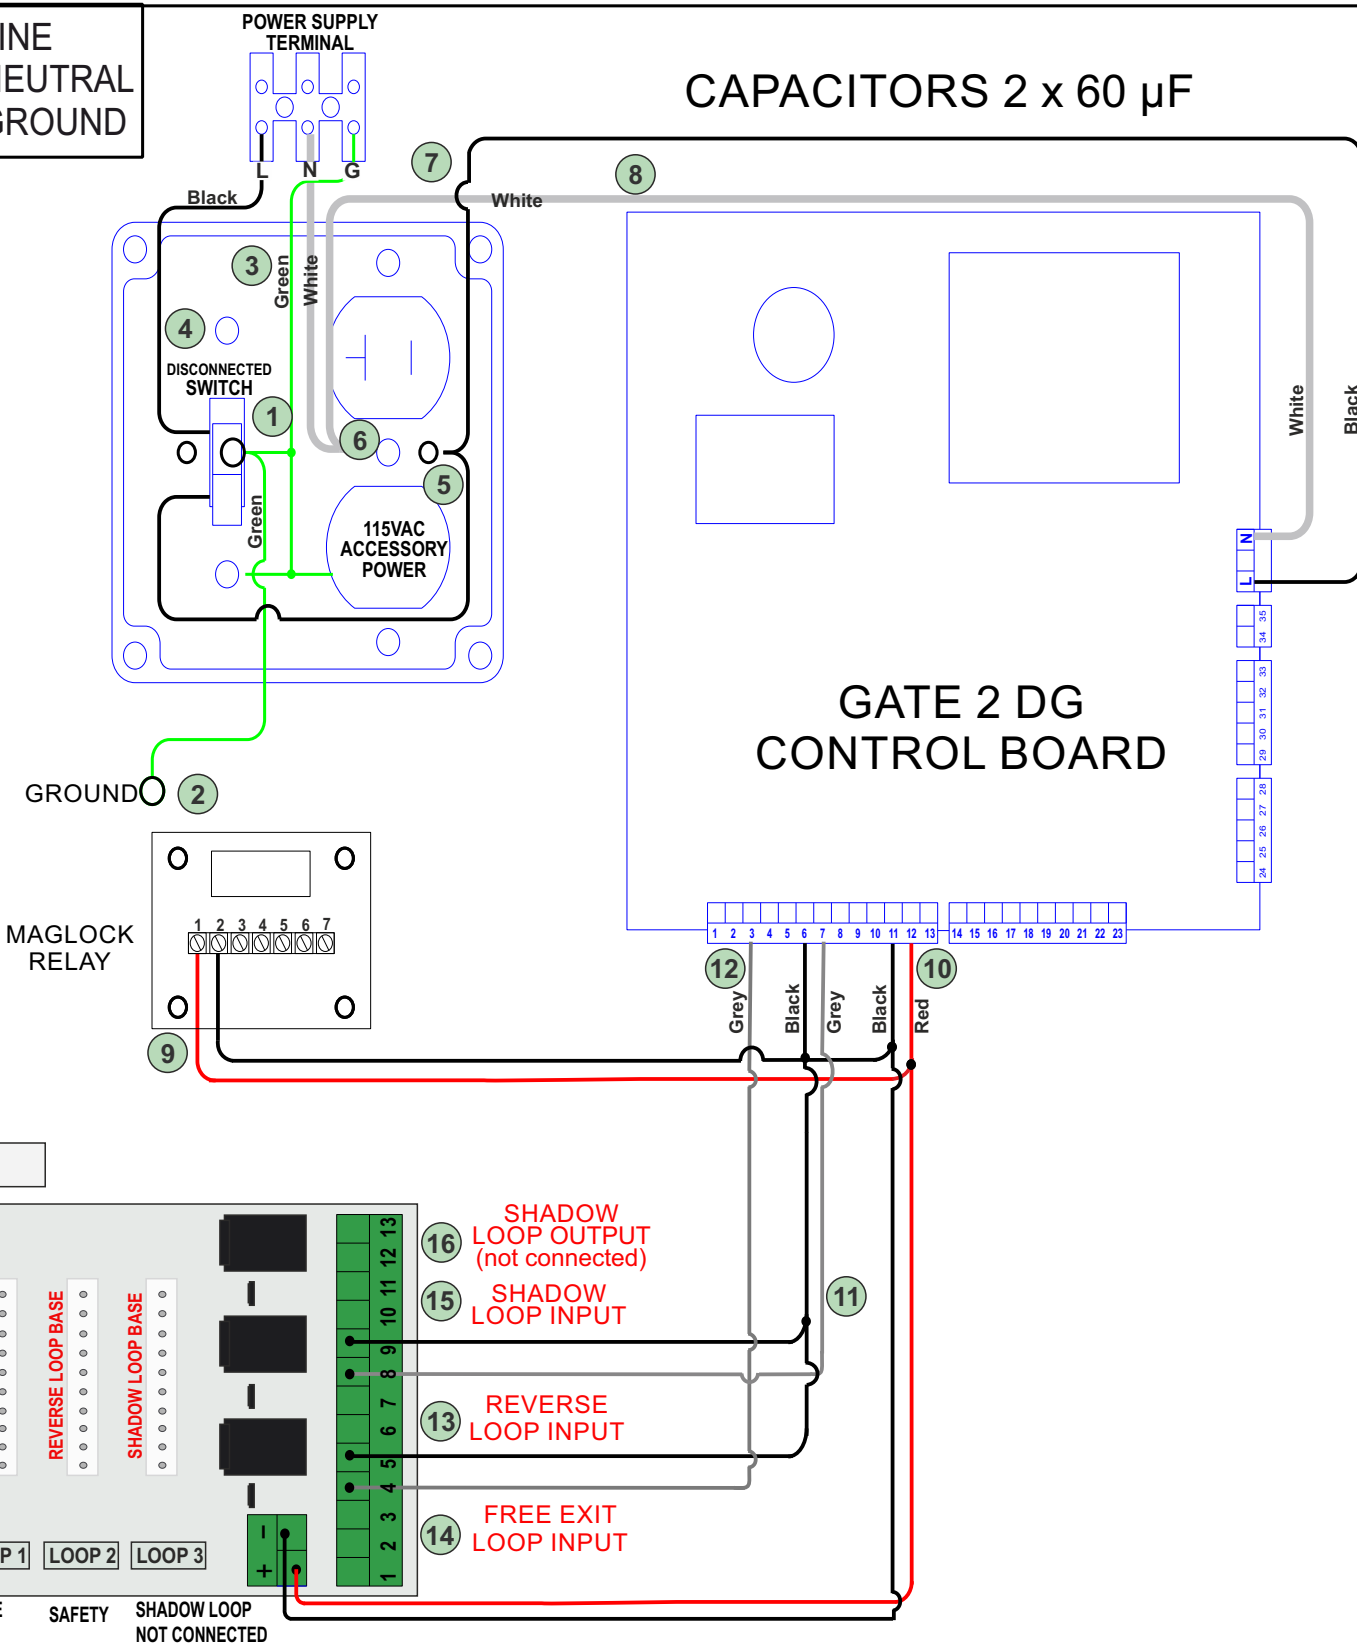 INE
NEUTRAL
GROUND
POWER SUPPLY
TERMINAL
CAPACITORS 2 x 60 µF
L N G
7
8
Black
White
3
Green
White
4
DISCONNECTED
SWITCH
1
6
5
Green
115VAC
ACCESSORY
POWER
White
Black
N
L
35
34
33
32
31
30
29
28
27
26
25
24
GATE 2 DG
CONTROL BOARD
GROUND
2
MAGLOCK
RELAY
1 2 3 4 5 6 7
9
1 2 3 4 5 6 7 8 9 10 11 12 13 14 15 16 17 18 19 20 21 22 23
12
10
Grey
Black
Grey
Black
Red
11
16
SHADOW
LOOP OUTPUT
(not connected)
15
SHADOW
LOOP INPUT
13
REVERSE
LOOP INPUT
14
FREE EXIT
LOOP INPUT
13
12
11
10
9
8
7
6
5
4
3
2
1
REVERSE LOOP BASE
SHADOW LOOP BASE
–
+
P 1
LOOP 2
LOOP 3
E
SAFETY
SHADOW LOOP
NOT CONNECTED